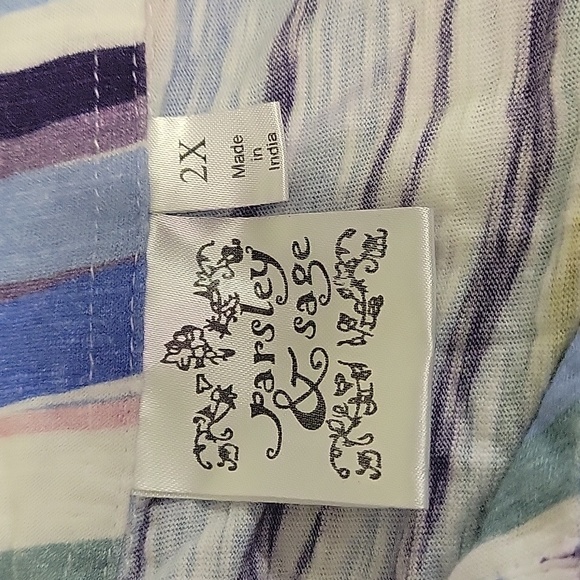 2X
Made
in
India
parsley
& sage